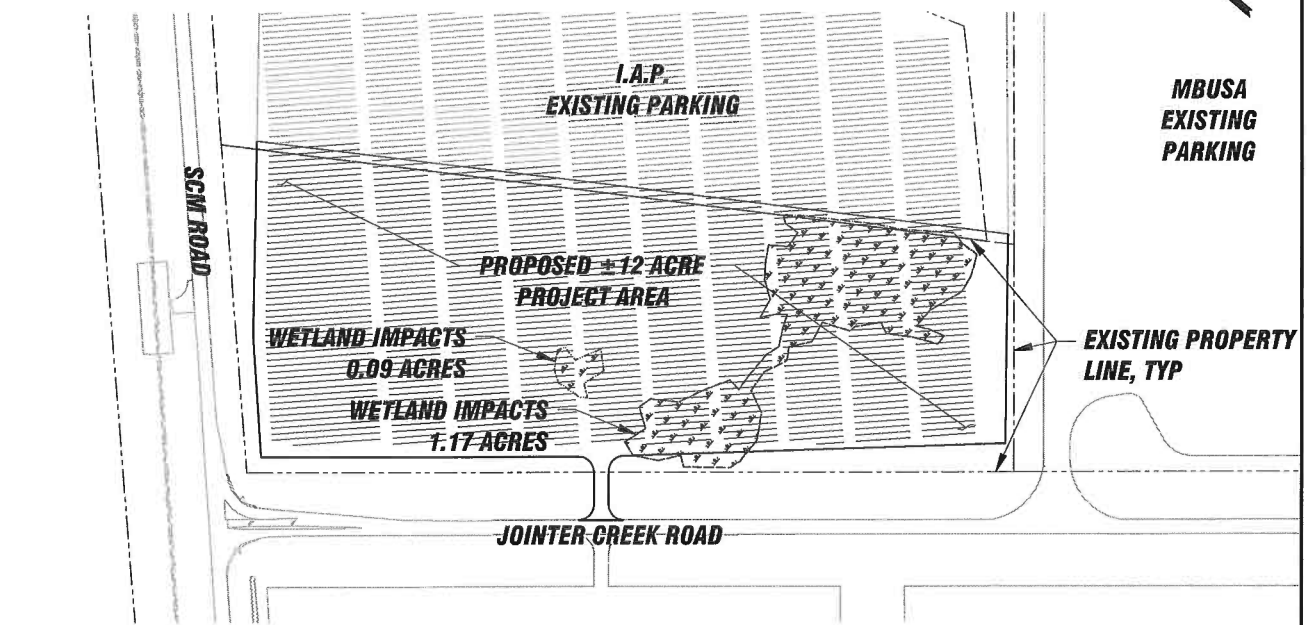 I.A.P.
EXISTING PARKING
MBUSA
EXISTING
PARKING
SCM ROAD
PROPOSED ±12 ACRE
PROJECT AREA
WETLAND IMPACTS
0.09 ACRES
WETLAND IMPACTS
1.17 ACRES
EXISTING PROPERTY
LINE, TYP
JOINTER CREEK ROAD